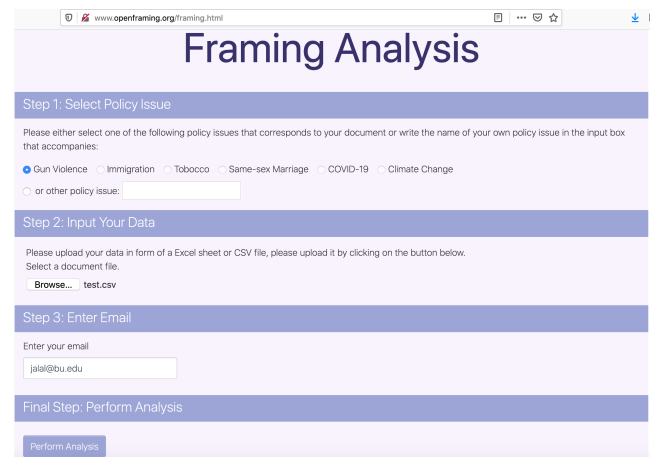 www.openframing.org/framing.html
Framing Analysis
Step 1: Select Policy Issue
Please either select one of the following policy issues that corresponds to your document or write the name of your own policy issue in the input box
that accompanies:
Gun Violence Immigration Tobocco Same-sex Marriage COVID-19 Climate Change
or other policy issue:
Step 2: Input Your Data
Please upload your data in form of a Excel sheet or CSV file, please upload it by clicking on the button below.
Select a document file.
Browse... test.csv
Step 3: Enter Email
Enter your email
jalal@bu.edu
Final Step: Perform Analysis
Perform Analysis